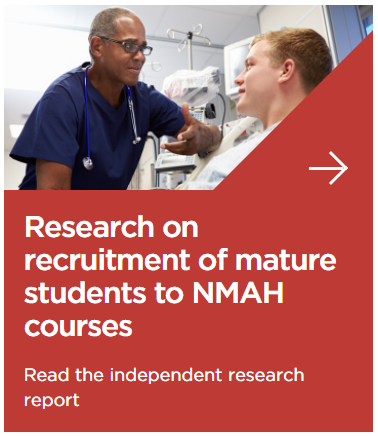 Research on
recruitment of mature
students to NMAH
courses
Read the independent research
report